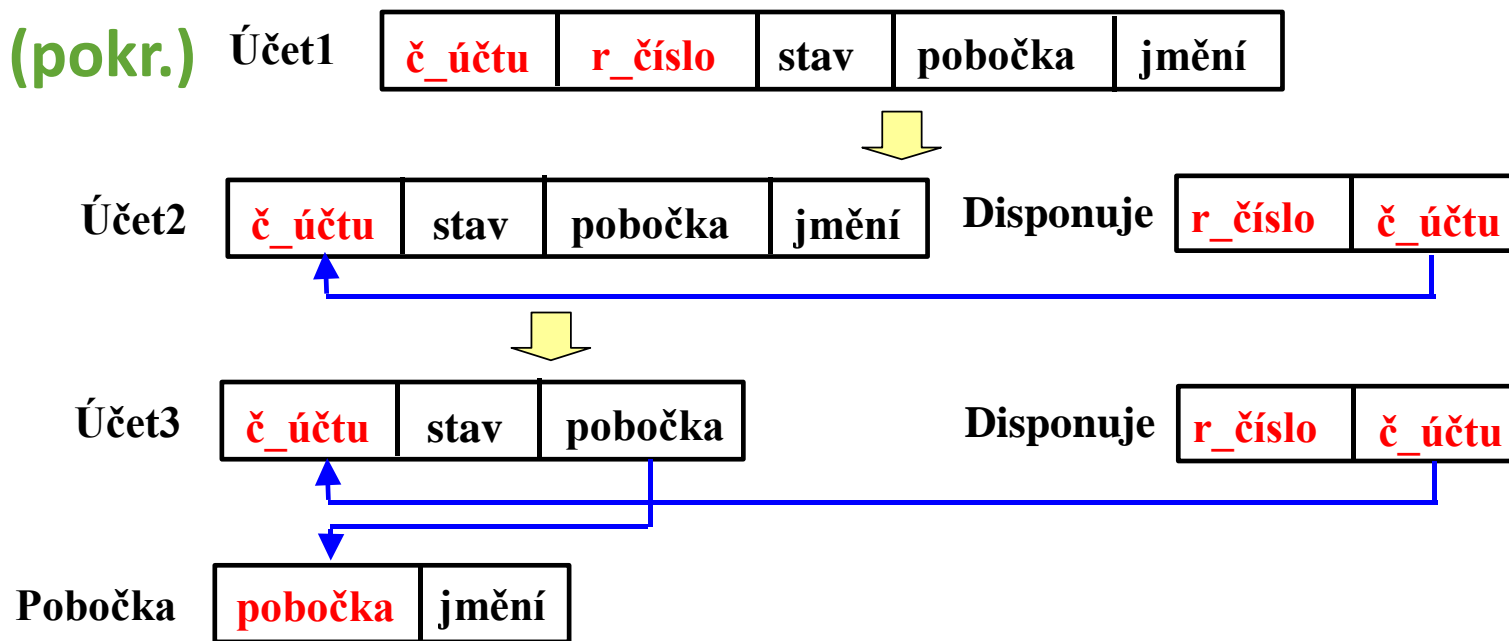 (pokr.) Účet1 č_účtu r_číslo stav pobočka jmění
Účet2 č_účtu stav pobočka jmění Disponuje r_číslo č_účtu
Účet3 č_účtu stav pobočka Disponuje r_číslo č_účtu
Pobočka pobočka jmění